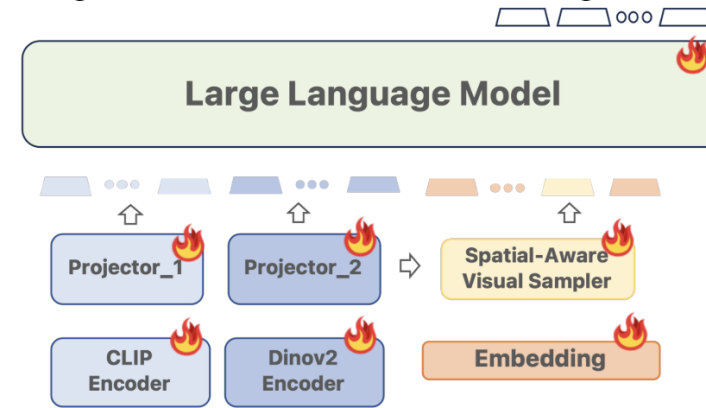 Large Language Model
Projector_1
Projector_2
Spatial-Aware
Visual Sampler
CLIP
Encoder
Dinov2
Encoder
Embedding